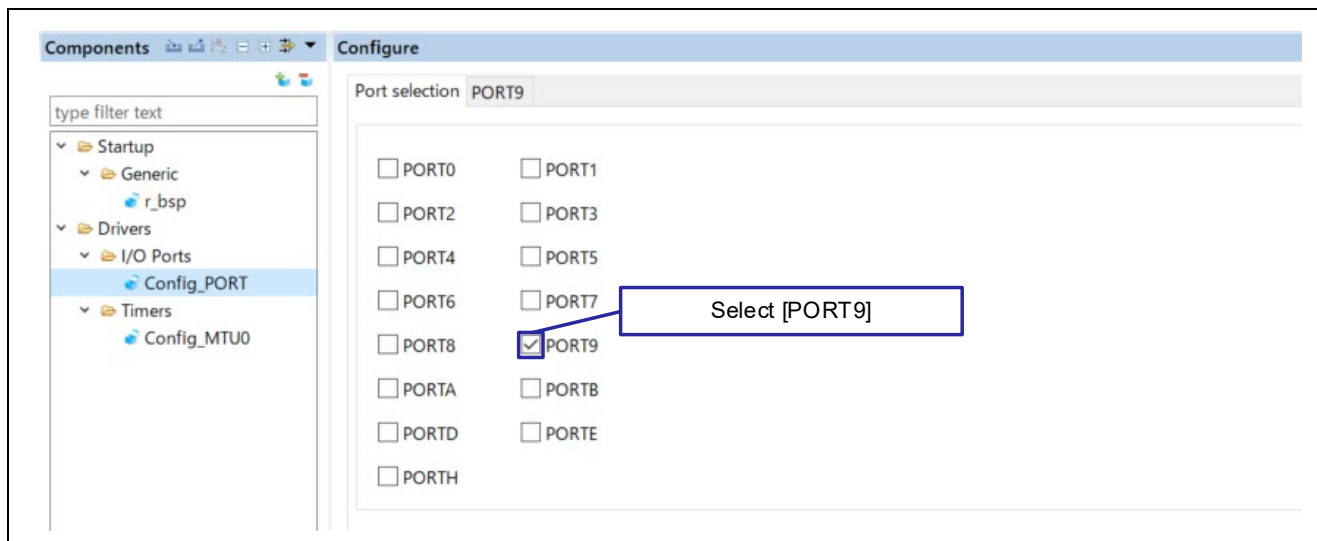 Components
Configure
type filter text
Startup
Generic
r_bsp
Drivers
I/O Ports
Config_PORT
Timers
Config_MTU0
Port selection PORT9
PORT0 PORT1
PORT2 PORT3
PORT4 PORT5
PORT6 PORT7
Select [PORT9]
PORT8 PORT9
PORTA PORTB
PORTD PORTE
PORTH